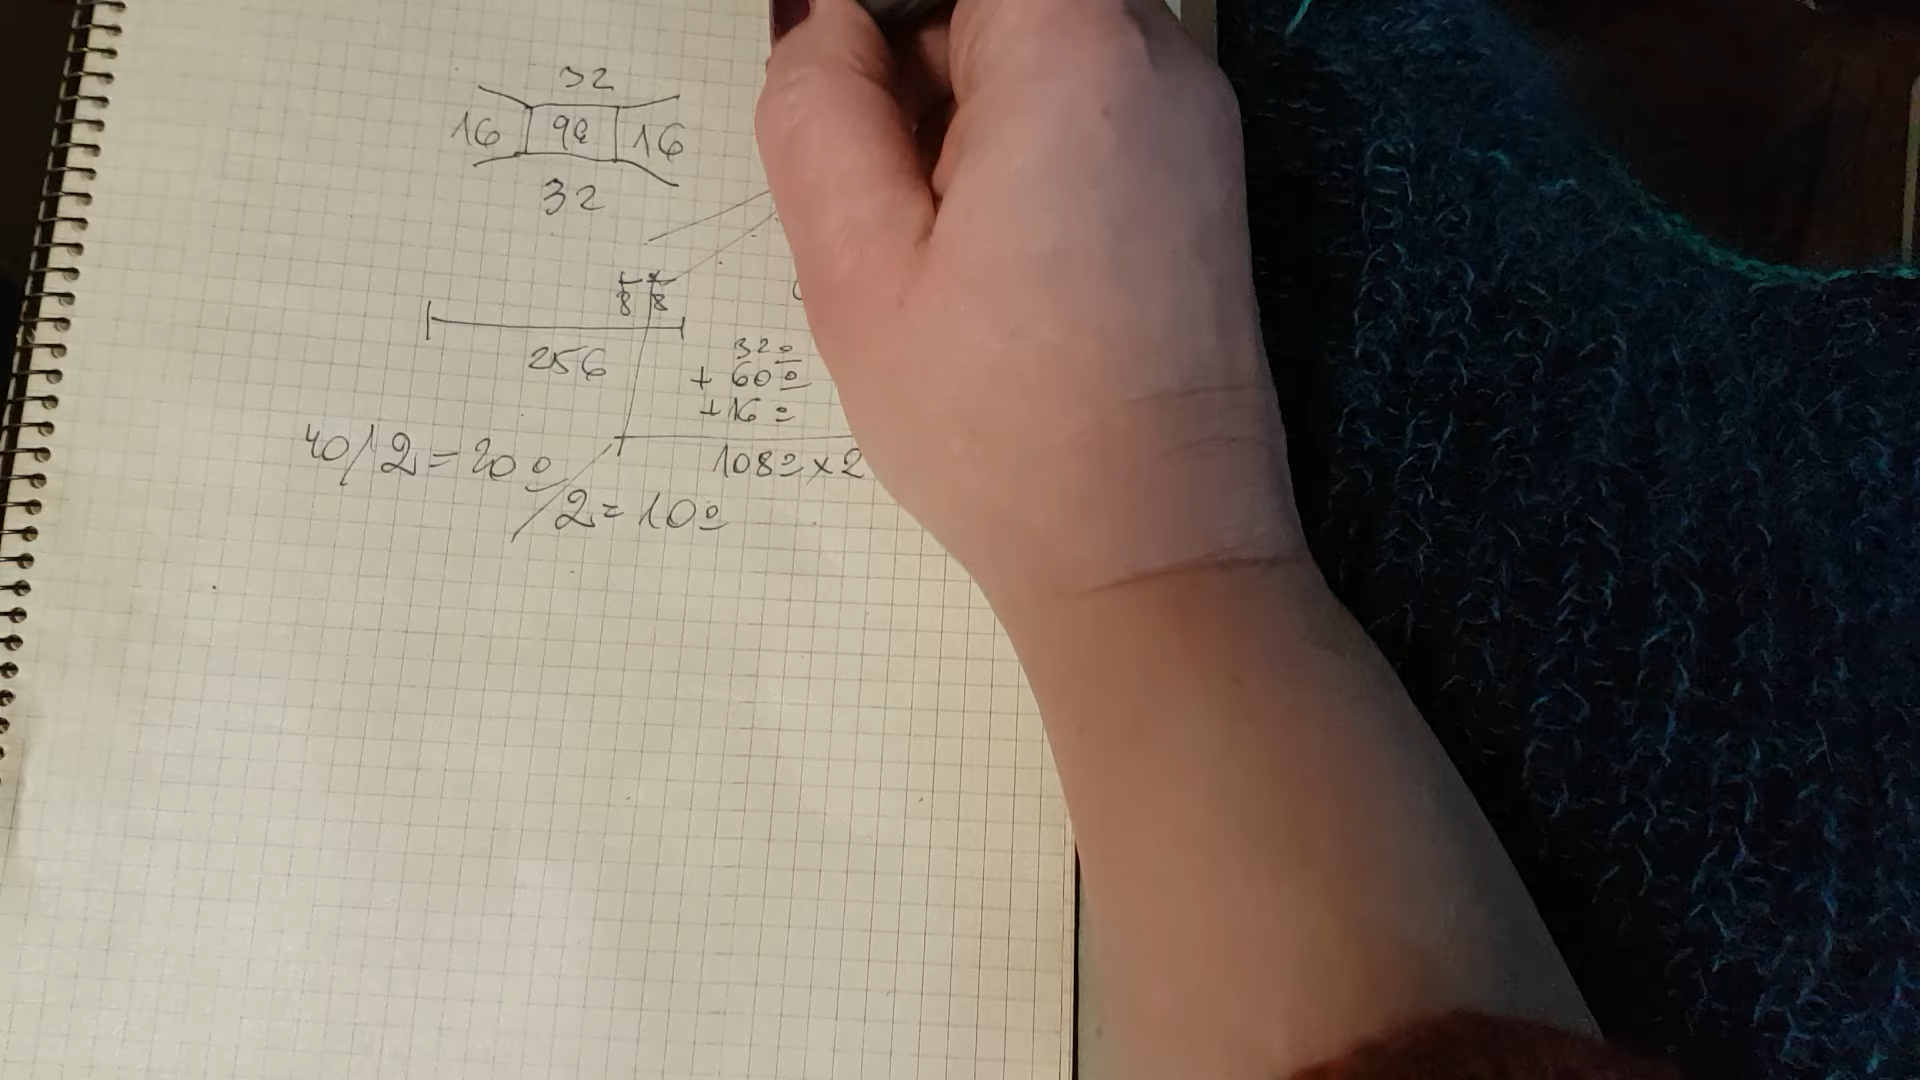 32
16 96 16
32
8 8
256
32 o
+ 60 o
+ 16 o
108 o x 2
40/2 = 20 o
/2 = 10 o